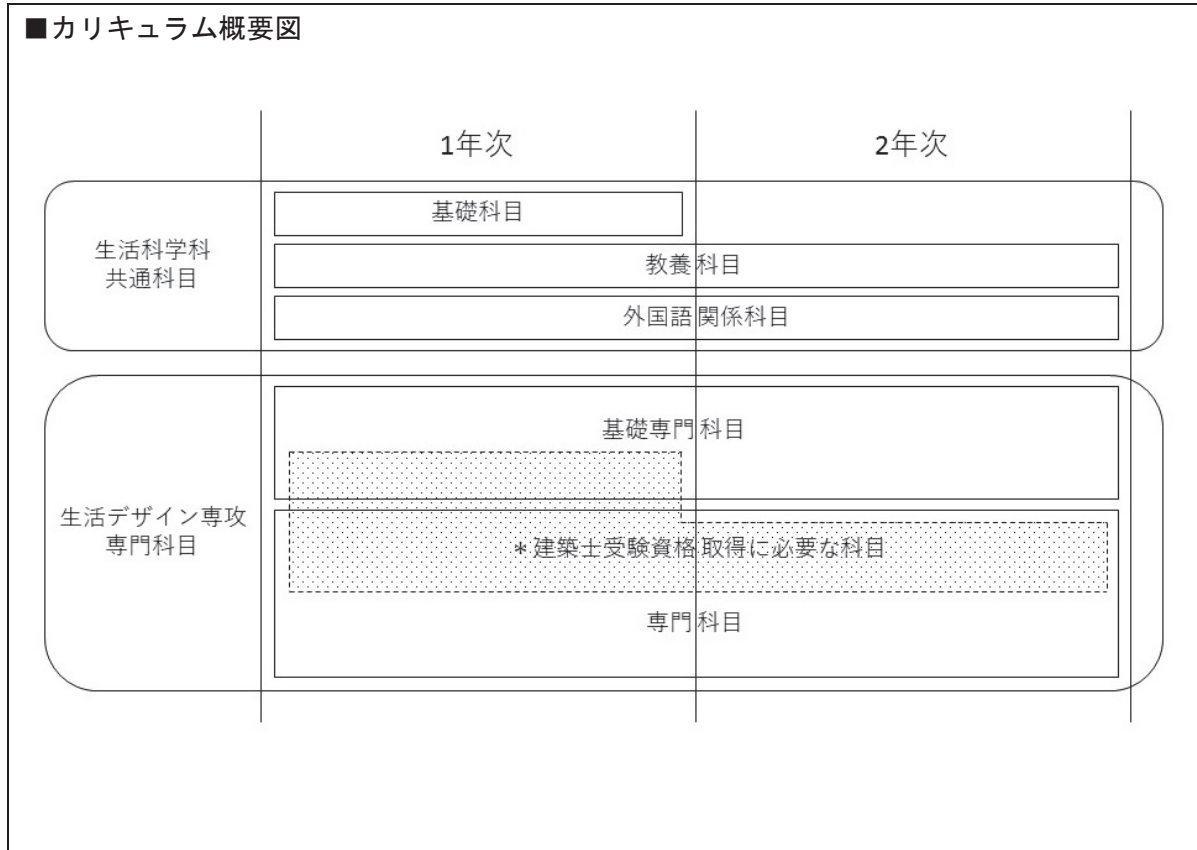 ■カリキュラム概要図
1年次
2年次
生活科学科
共通科目
基礎科目
教養科目
外国語関係科目
生活デザイン専攻
専門科目
基礎専門科目
＊建築士受験資格取得に必要な科目
専門科目